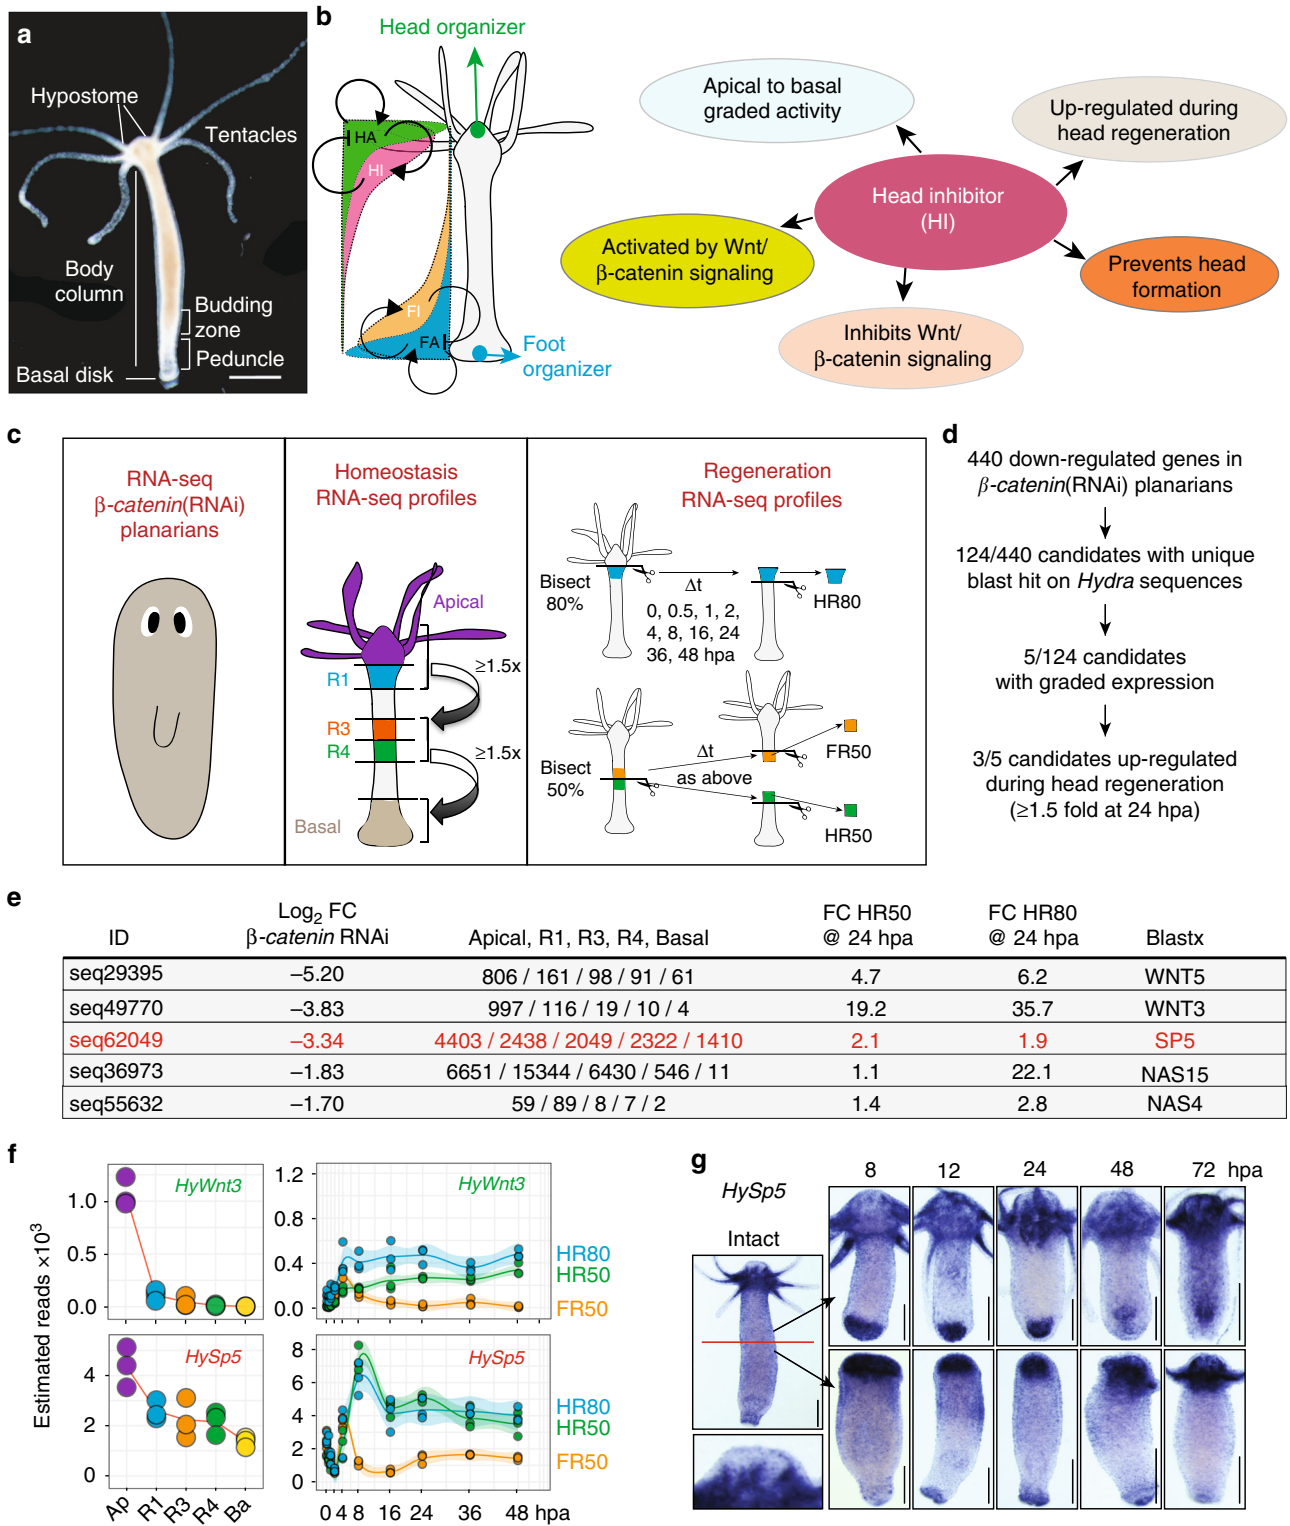 a
Hypostome
Tentacles
Body
column
Budding
zone
Peduncle
Basal disk
b
Head organizer
HA
HI
FI
FA
Foot
organizer
Apical to basal
graded activity
Up-regulated during
head regeneration
Head inhibitor
(HI)
Activated by Wnt/
β-catenin signaling
Prevents head
formation
Inhibits Wnt/
β-catenin signaling
c
RNA-seq
β-catenin(RNAi)
planarians
Homeostasis
RNA-seq profiles
Apical
R1
≥1.5x
R3
R4
≥1.5x
Basal
Regeneration
RNA-seq profiles
Bisect
80%
Δt
0, 0.5, 1, 2,
4, 8, 16, 24
36, 48 hpa
HR80
Bisect
50%
Δt
as above
FR50
HR50
d
440 down-regulated genes in
β-catenin(RNAi) planarians
124/440 candidates with unique
blast hit on Hydra sequences
5/124 candidates
with graded expression
3/5 candidates up-regulated
during head regeneration
(≥1.5 fold at 24 hpa)
e
ID Log2 FC β-catenin RNAi Apical, R1, R3, R4, Basal FC HR50 @ 24 hpa FC HR80 @ 24 hpa Blastx
seq29395 –5.20 806 / 161 / 98 / 91 / 61 4.7 6.2 WNT5
seq49770 –3.83 997 / 116 / 19 / 10 / 4 19.2 35.7 WNT3
seq62049 –3.34 4403 / 2438 / 2049 / 2322 / 1410 2.1 1.9 SP5
seq36973 –1.83 6651 / 15344 / 6430 / 546 / 11 1.1 22.1 NAS15
seq55632 –1.70 59 / 89 / 8 / 7 / 2 1.4 2.8 NAS4
f
Estimated reads ×10³
HyWnt3
1.0
0.5
0.0
HyWnt3
1.2
0.8
0.4
0.0
HR80
HR50
FR50
HySp5
4
2
0
Ap R1 R3 R4 Ba
HySp5
8
6
4
2
0
HR80
HR50
FR50
0 4 8 16 24 36 48 hpa
g
HySp5
Intact
8 12 24 48 72 hpa